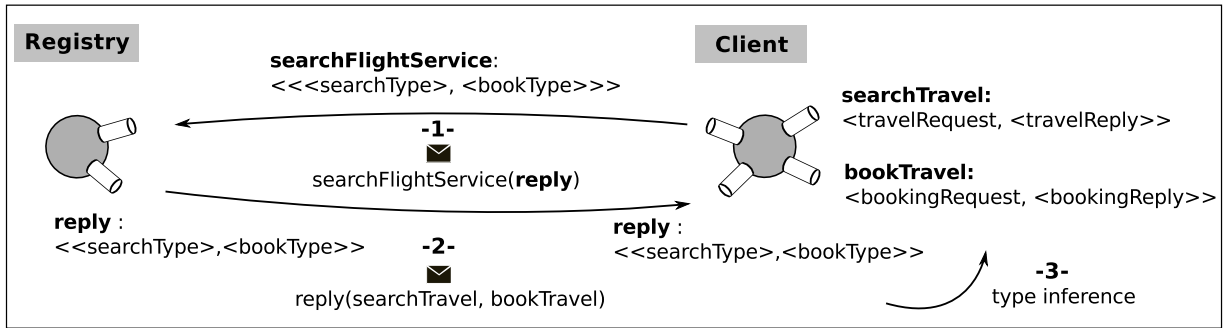 Registry
Client
searchFlightService:
<<<searchType>, <bookType>>>
searchTravel:
<travelRequest, <travelReply>>
-1-
searchFlightService(reply)
bookTravel:
<bookingRequest, <bookingReply>>
reply :
<<searchType>,<bookType>>
-2-
reply(searchTravel, bookTravel)
reply :
<<searchType>,<bookType>>
-3-
type inference